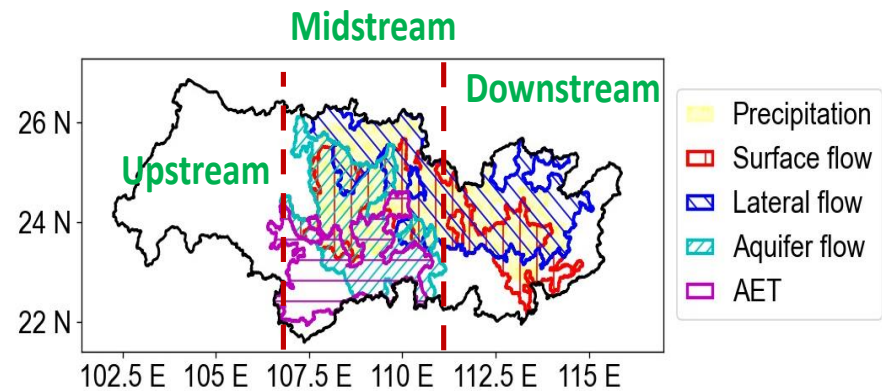 Midstream
Downstream
Upstream
26 N
24 N
22 N
102.5 E
105 E
107.5 E
110 E
112.5 E
115 E
Precipitation
Surface flow
Lateral flow
Aquifer flow
AET